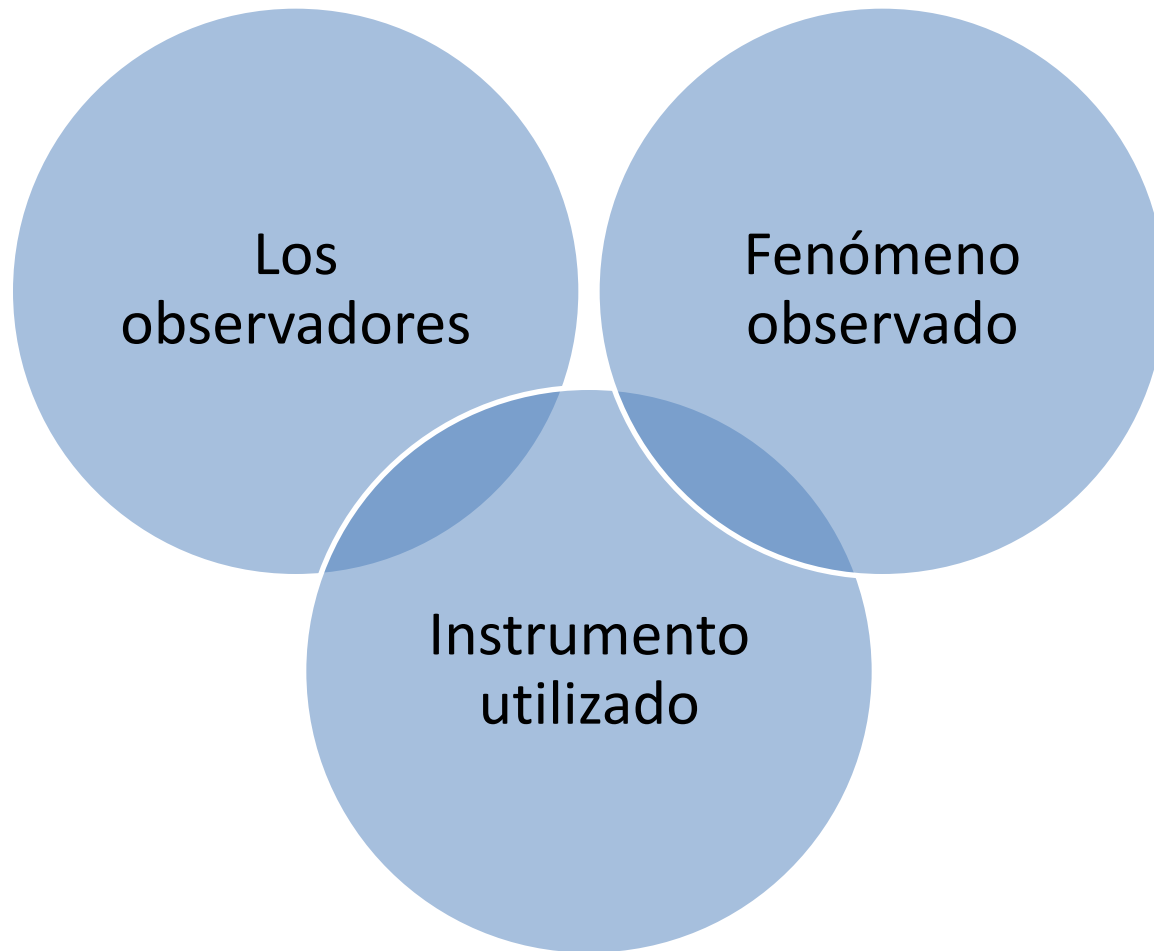 Los
observadores
Fenómeno
observado
Instrumento
utilizado